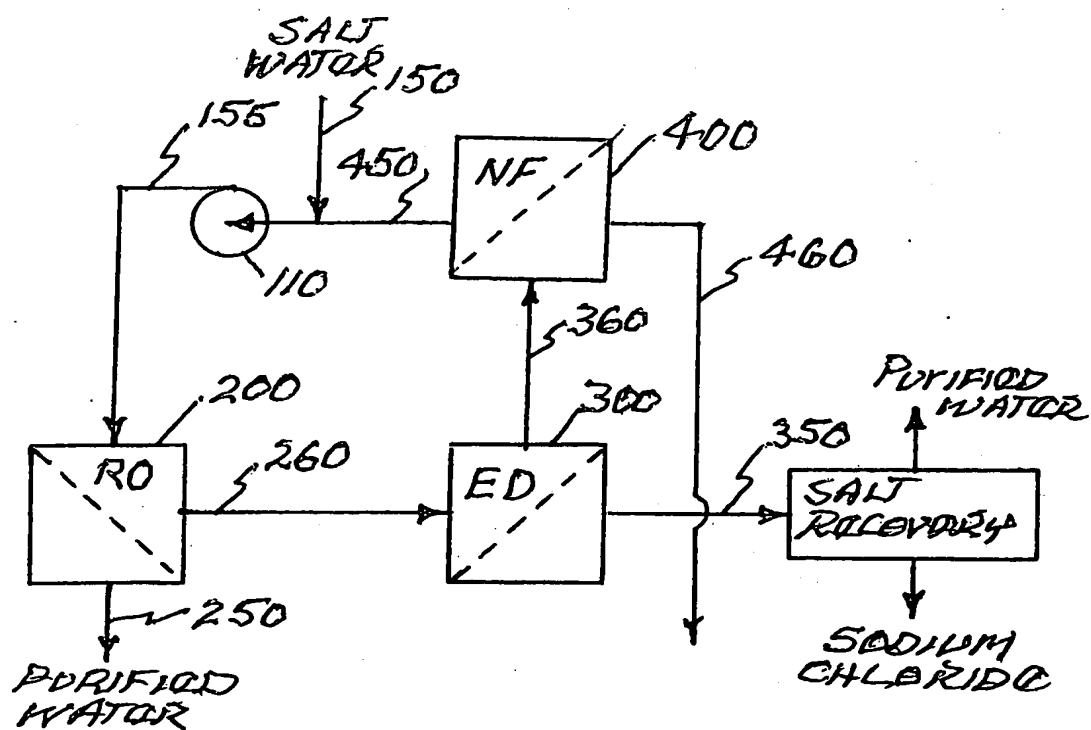 SALT
WATER
150
155
450
NF
400
110
460
360
200
RO
260
300
ED
350
PURIFIED
WATER
SALT
RECOVERY
250
PURIFIED
WATER
SODIUM
CHLORIDE